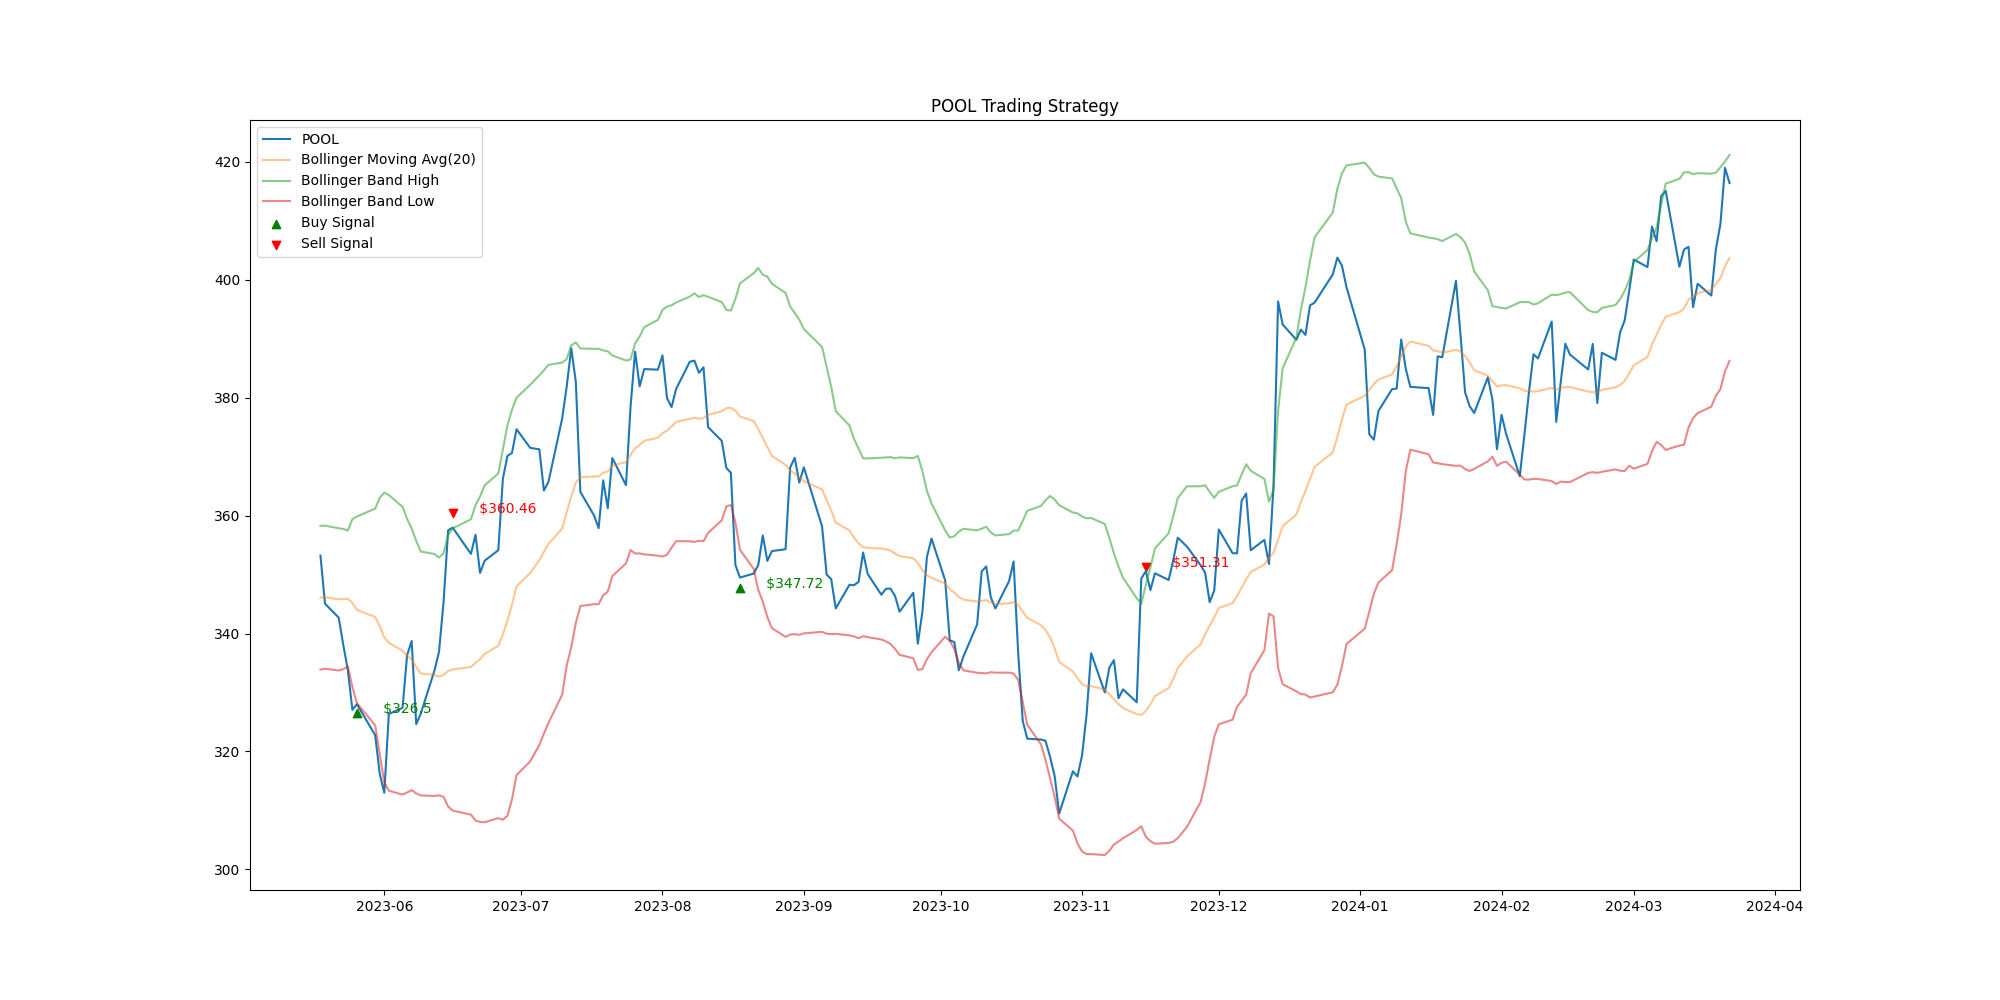 POOL Trading Strategy
POOL
Bollinger Moving Avg(20)
Bollinger Band High
Bollinger Band Low
Buy Signal
Sell Signal
420
400
380
360
340
320
300
$360.46
$351.31
$347.72
$326.5
2023-06 2023-07 2023-08 2023-09 2023-10 2023-11 2023-12 2024-01 2024-02 2024-03 2024-04